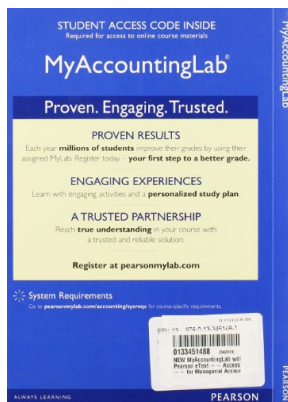 STUDENT ACCESS CODE INSIDE
Required for access to online course materials
MyAccountingLab®
Proven. Engaging. Trusted.
PROVEN RESULTS
Each year millions of students improve their grades by using their
assigned MyLab. Register today – your first step to a better grade.
ENGAGING EXPERIENCES
Learn with engaging activities and a personalized study plan.
A TRUSTED PARTNERSHIP
Reach true understanding in your course with
a trusted and reliable solution.
Register at pearsonmylab.com
System Requirements
Go to pearsonmylab.com/accounting/sysreqs for course-specific requirements.
0133451488
NEW MyAccountingLab with
Pearson eText -- Access
-- for Managerial Accour
ALWAYS LEARNING
PEARSON
MyAccountingLab
PEARSON